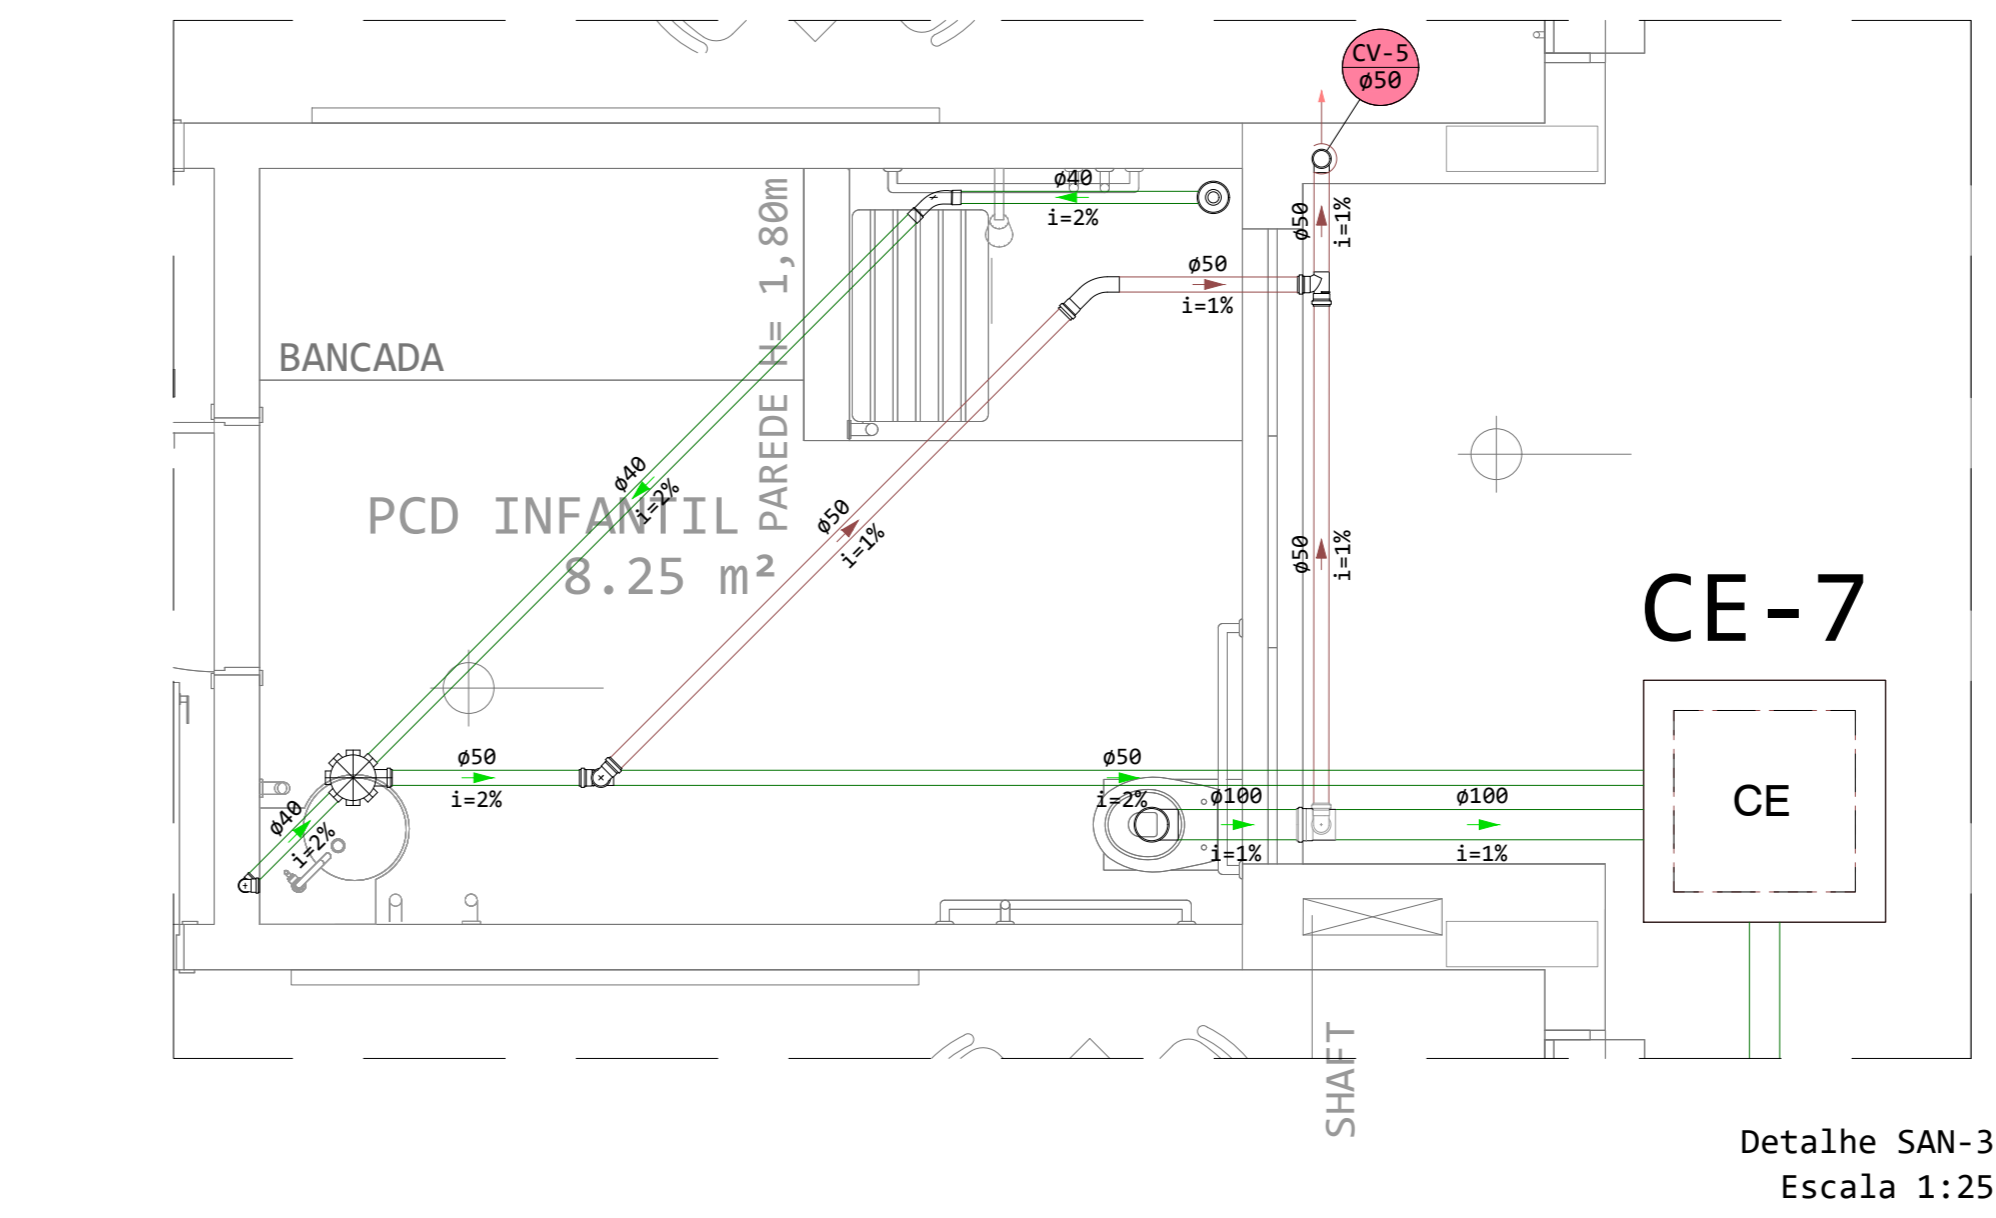 CV-5
ø50
ø40
i=2%
ø50
i=1%
ø50
i=1%
PAREDE H= 1,80m
BANCADA
ø40
i=2%
PCD INFANTIL
8.25 m²
ø50
i=1%
ø50
i=1%
CE-7
ø50
i=2%
ø50
i=2%
ø100
i=1%
ø100
i=1%
CE
ø40
i=2%
SHAFT
Detalhe SAN-3
Escala 1:25